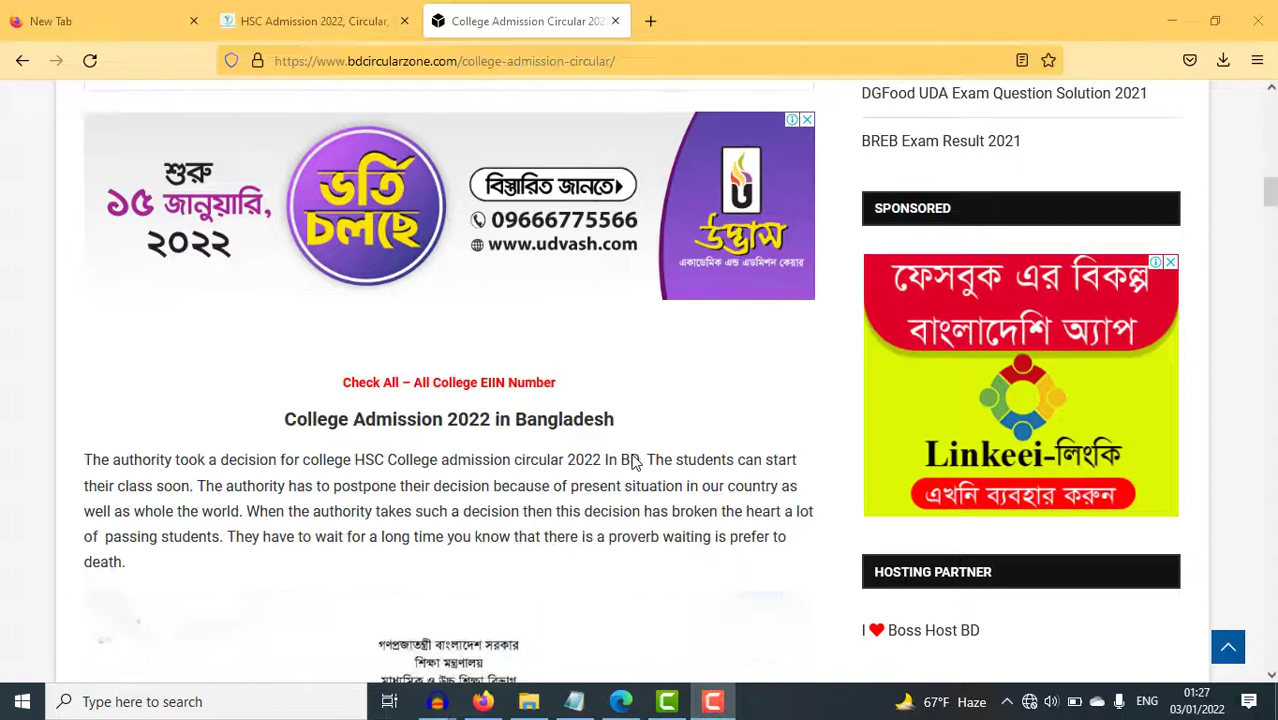 New Tab
HSC Admission 2022, Circular,
College Admission Circular 202
https://www.bdcircularzone.com/college-admission-circular/
DGFood UDA Exam Question Solution 2021
BREB Exam Result 2021
শুরু
১৫ জানুয়ারি,
২০২২
ভর্তি
চলছে
বিস্তারিত জানতে
09666775566
www.udvash.com
উদ্ভাস
একাডেমিক এন্ড এডমিশন কেয়ার
SPONSORED
ফেসবুক এর বিকল্প
বাংলাদেশি অ্যাপ
Linkeei-লিংকি
এখনি ব্যবহার করুন
Check All – All College EIIN Number
College Admission 2022 in Bangladesh
The authority took a decision for college HSC College admission circular 2022 In BD. The students can start
their class soon. The authority has to postpone their decision because of present situation in our country as
well as whole the world. When the authority takes such a decision then this decision has broken the heart a lot
of passing students. They have to wait for a long time you know that there is a proverb waiting is prefer to
death.
HOSTING PARTNER
I ❤ Boss Host BD
গণপ্রজাতন্ত্রী বাংলাদেশ সরকার
শিক্ষা মন্ত্রণালয়
মাধ্যমিক ও উচ্চ শিক্ষা বিভাগ
Type here to search
67°F Haze
ENG
01:27
03/01/2022